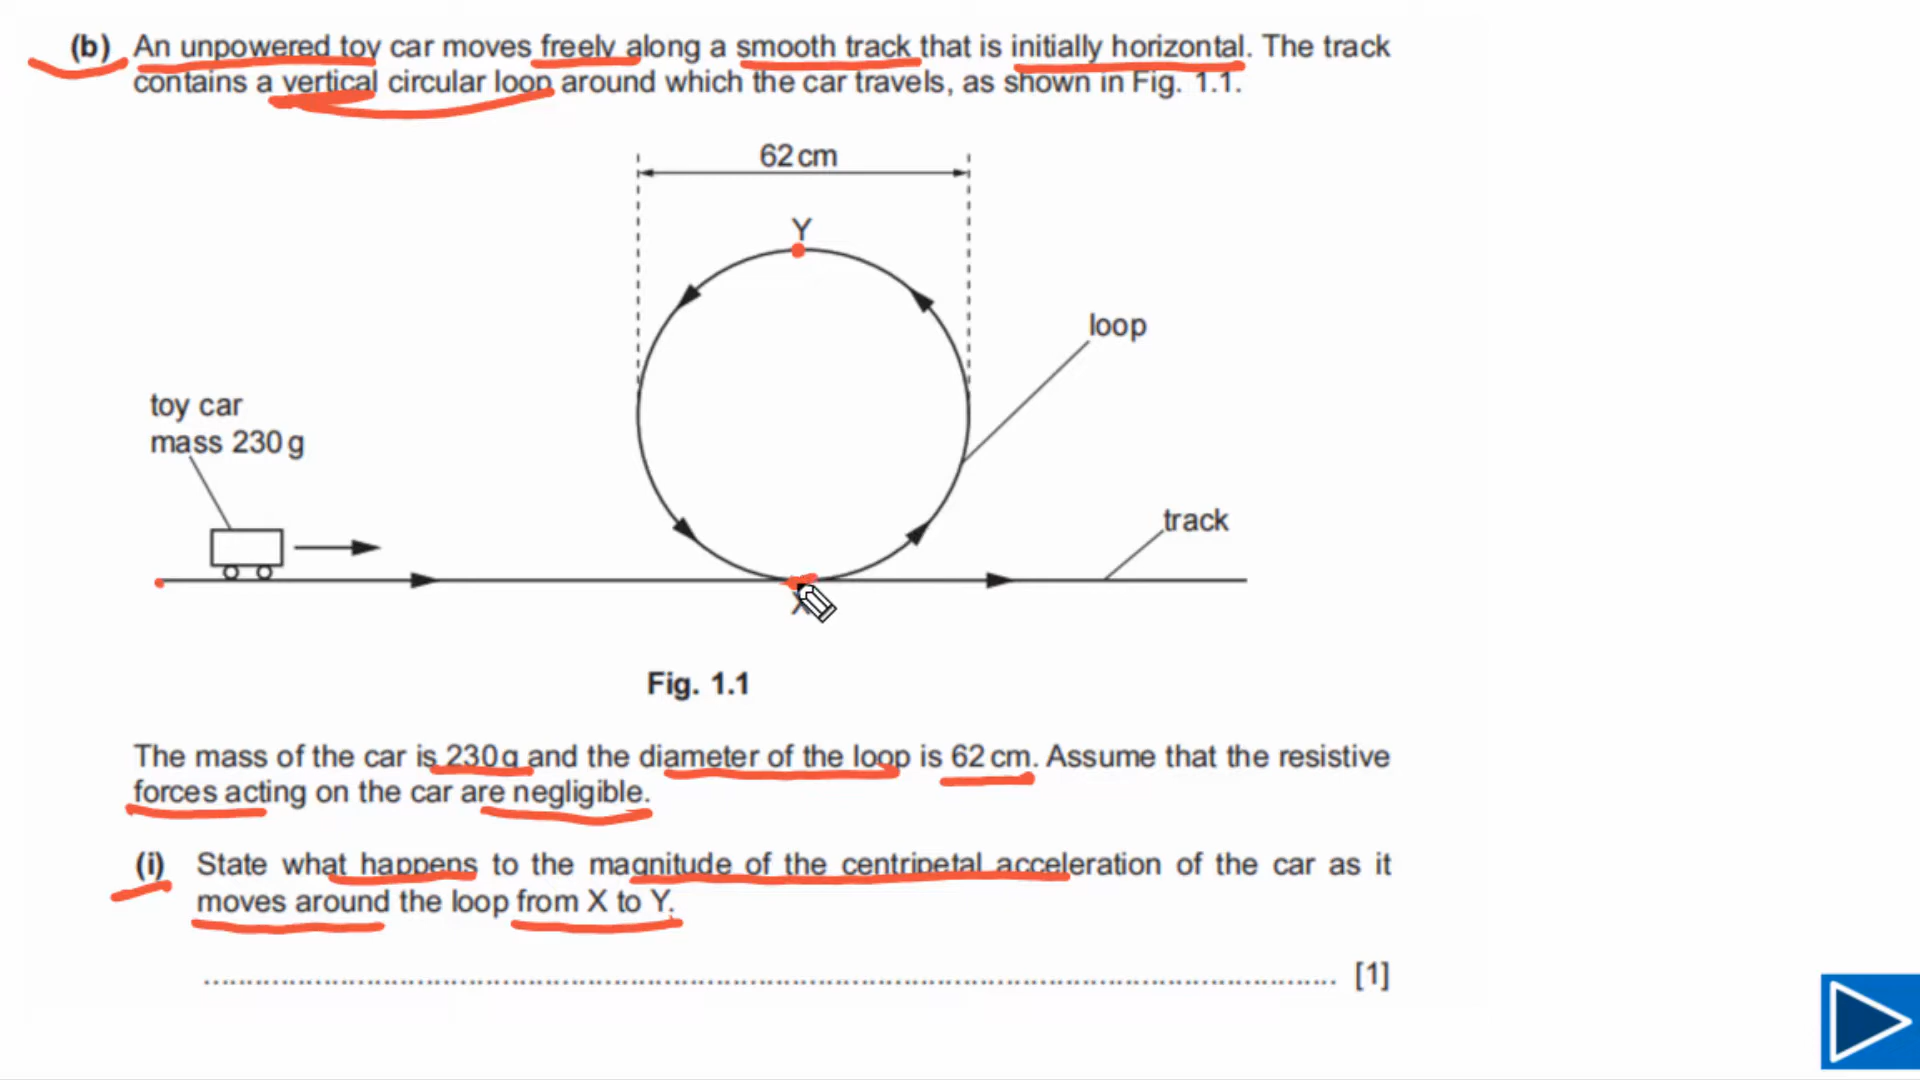 (b) An unpowered toy car moves freely along a smooth track that is initially horizontal. The track
contains a vertical circular loop around which the car travels, as shown in Fig. 1.1.
62 cm
Y
loop
toy car
mass 230 g
track
X
Fig. 1.1
The mass of the car is 230 g and the diameter of the loop is 62 cm. Assume that the resistive
forces acting on the car are negligible.
(i) State what happens to the magnitude of the centripetal acceleration of the car as it
moves around the loop from X to Y.
.......................................................................................................................... [1]